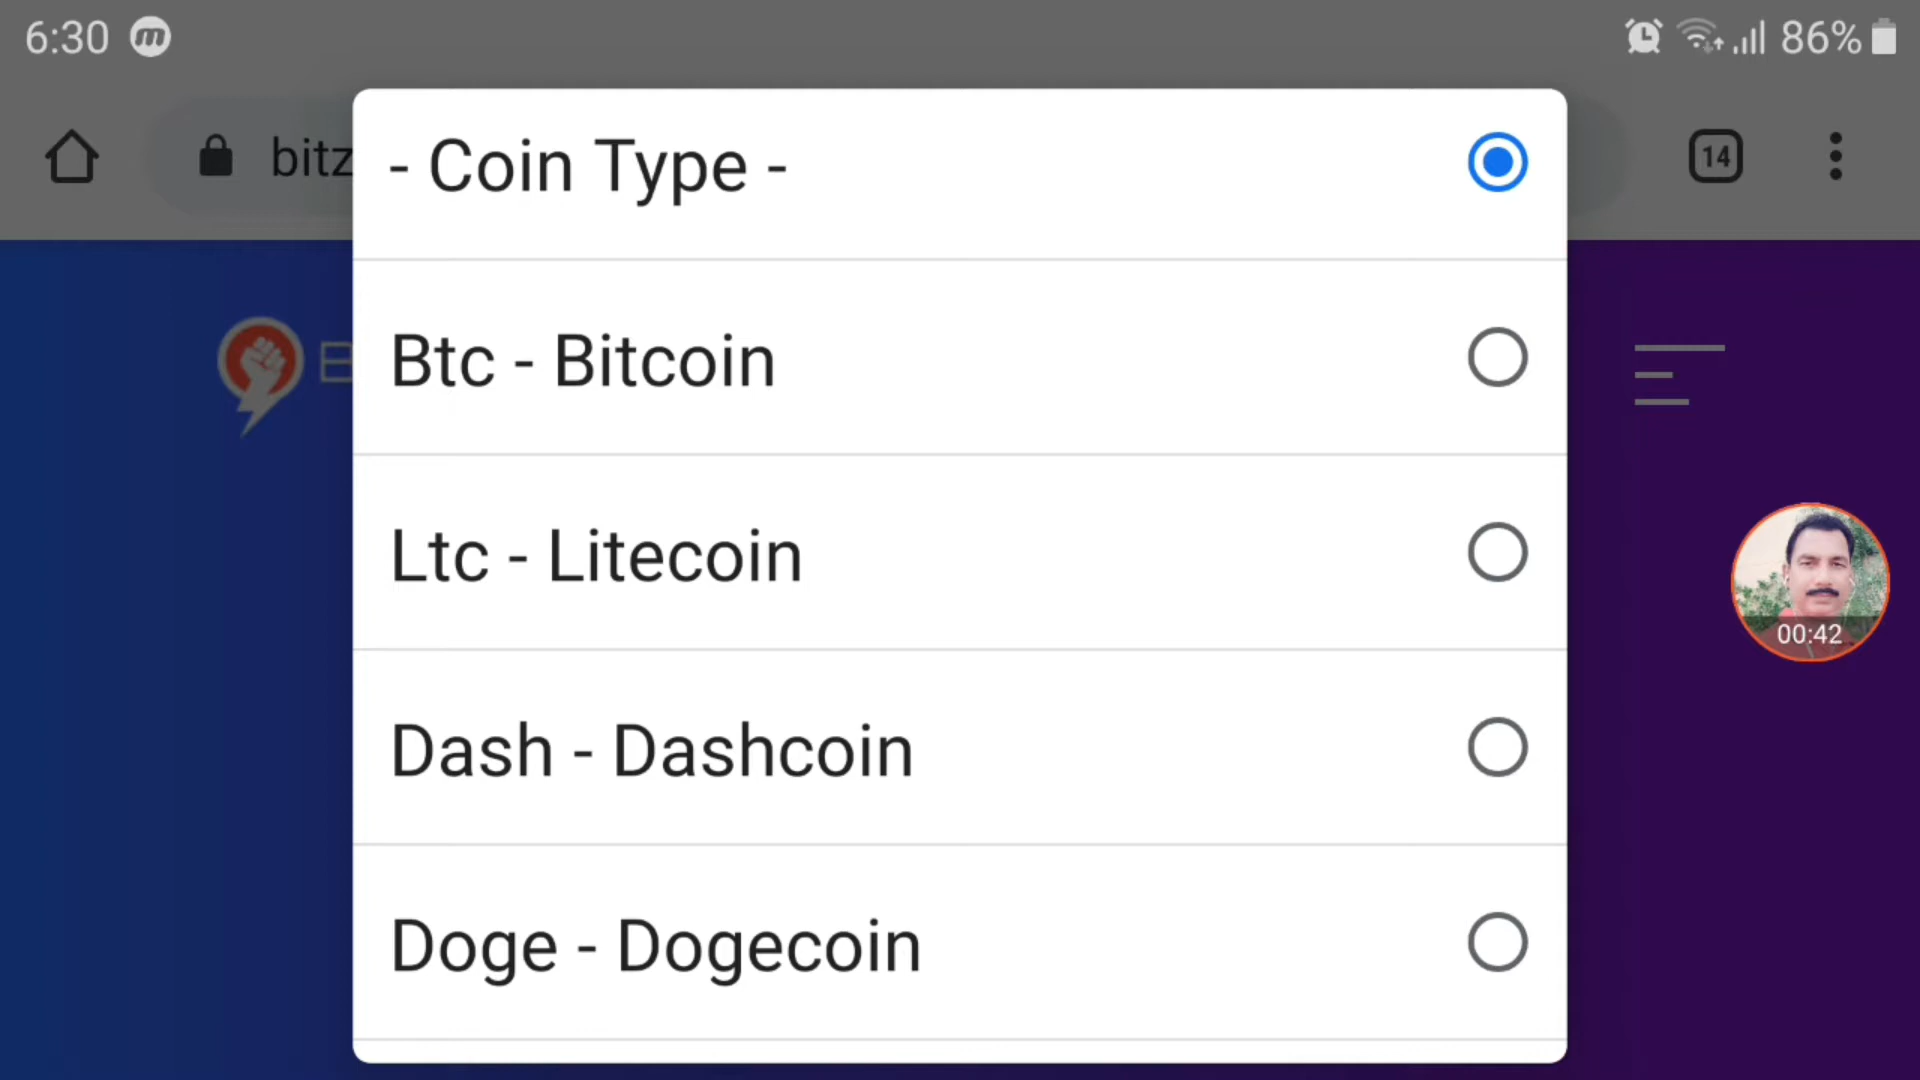 6:30
86%
bitz
14
- Coin Type -
Btc - Bitcoin
Ltc - Litecoin
Dash - Dashcoin
Doge - Dogecoin
00:42